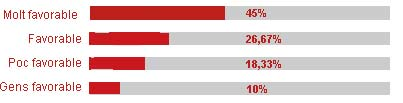 Molt favorable 45%
Favorable 26,67%
Poc favorable 18,33%
Gens favorable 10%